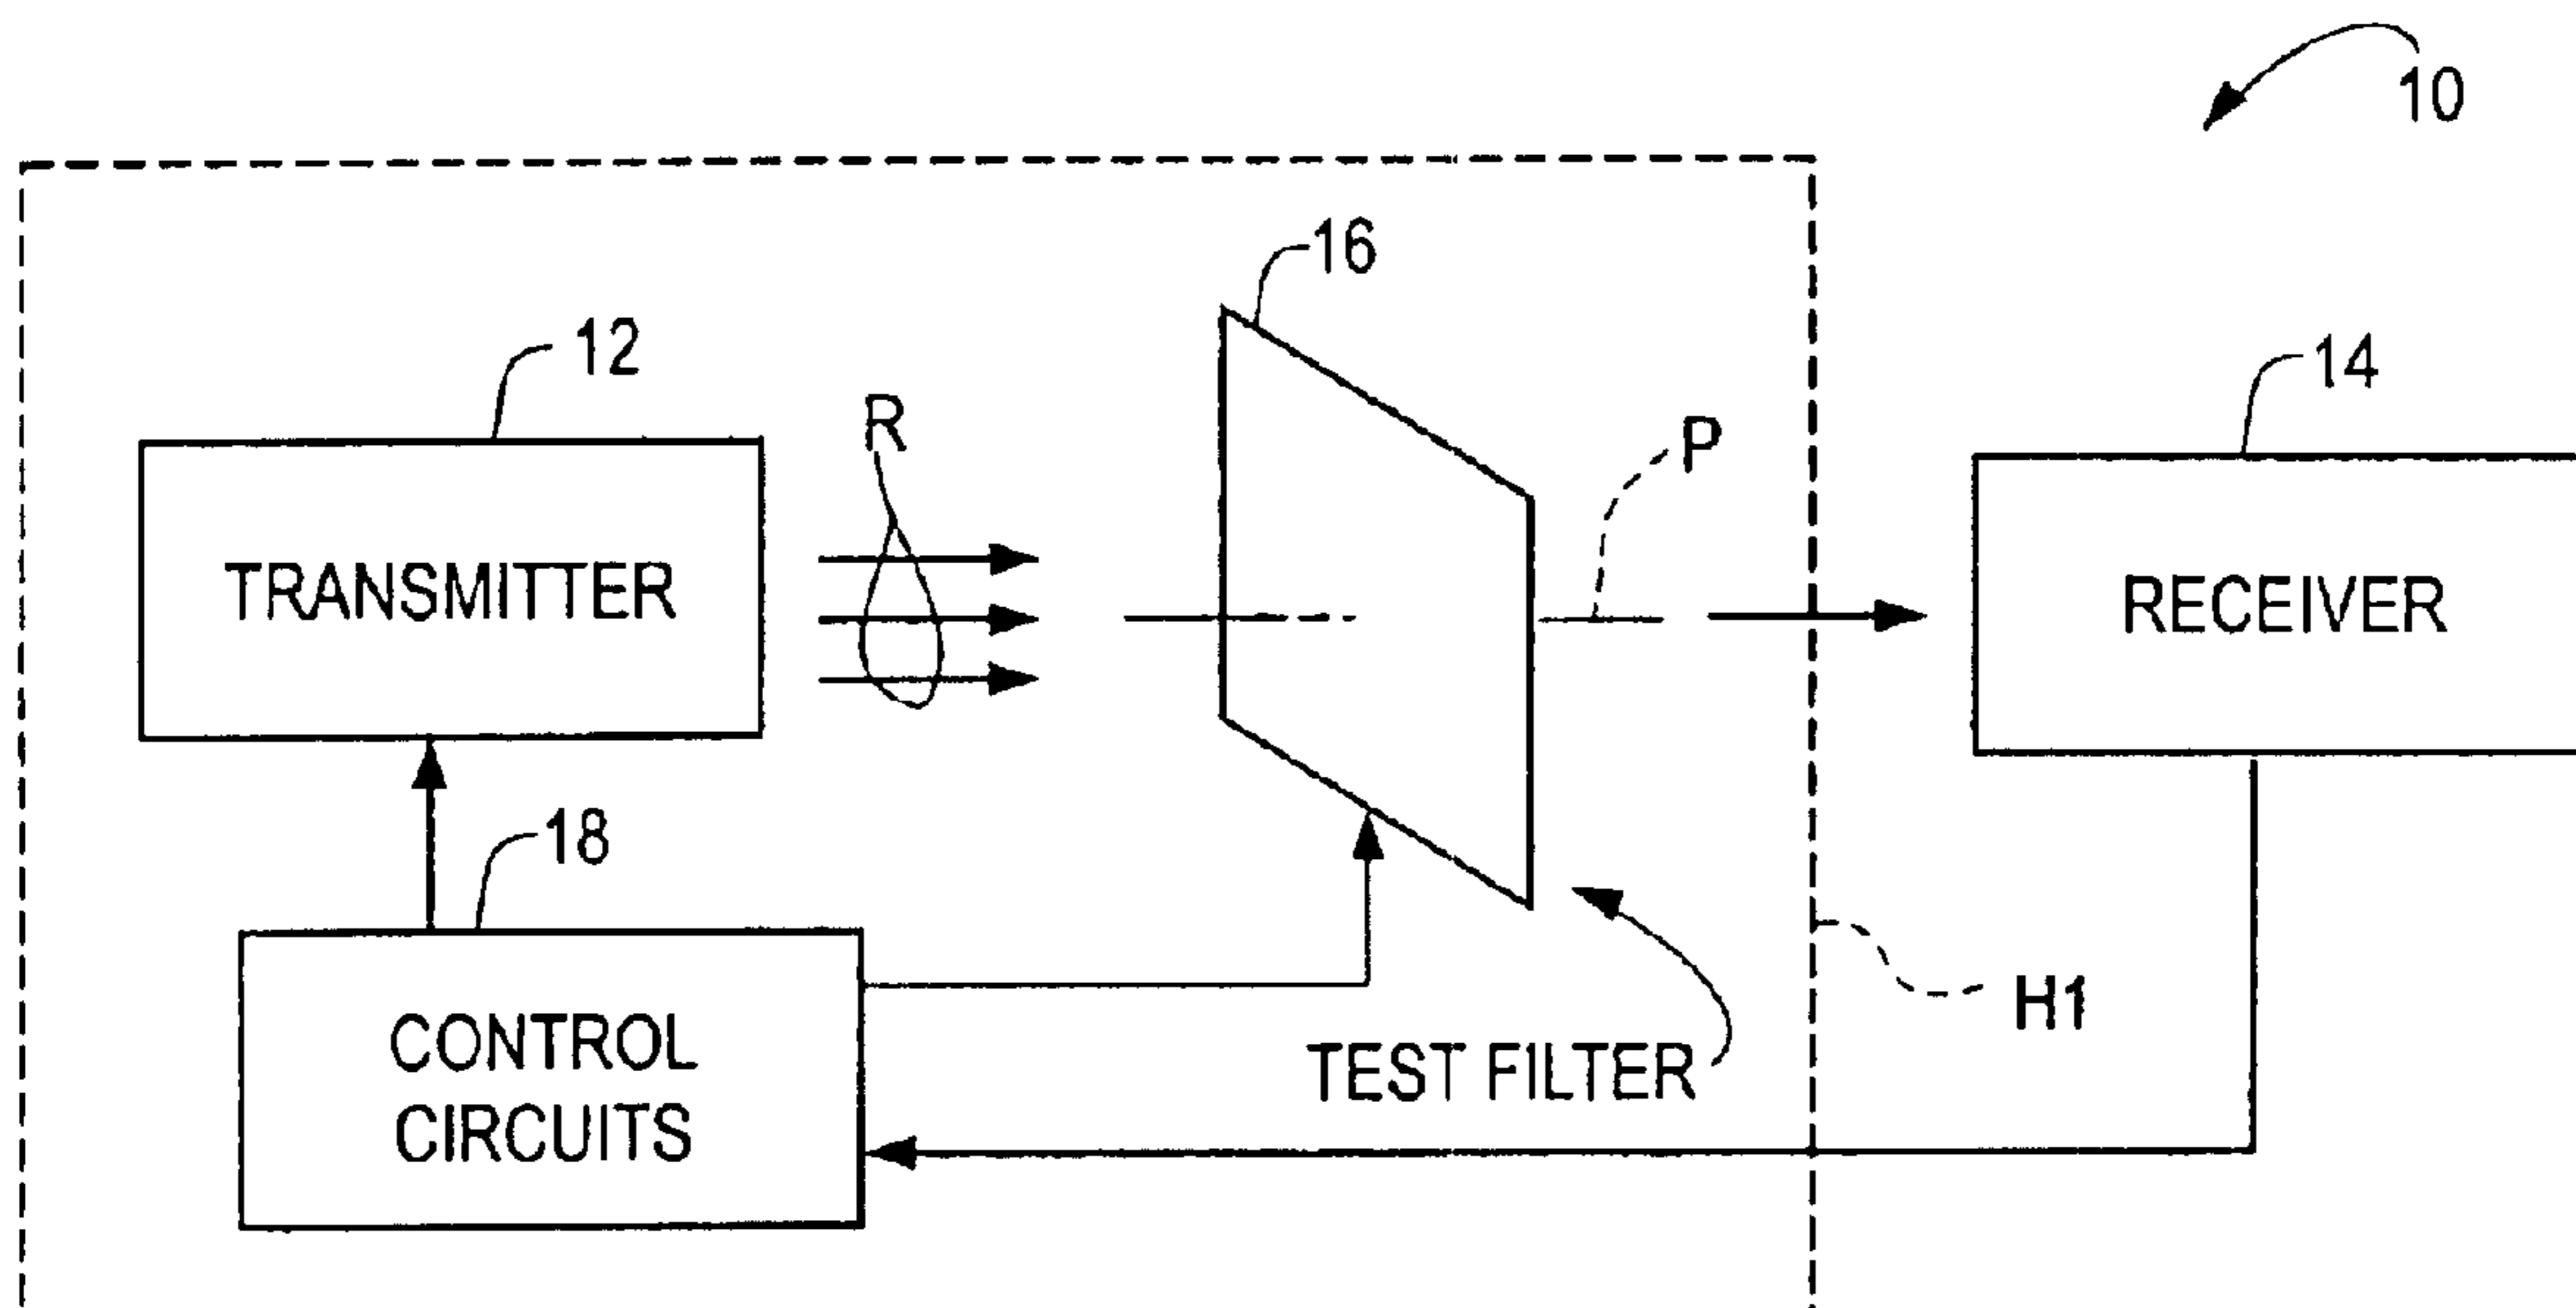 10
16
12
14
R
P
TRANSMITTER
RECEIVER
18
H1
CONTROL
CIRCUITS
TEST FILTER